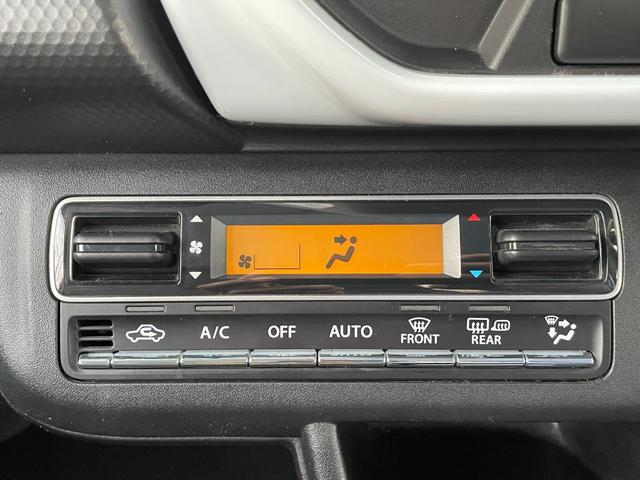 A/C OFF AUTO FRONT REAR